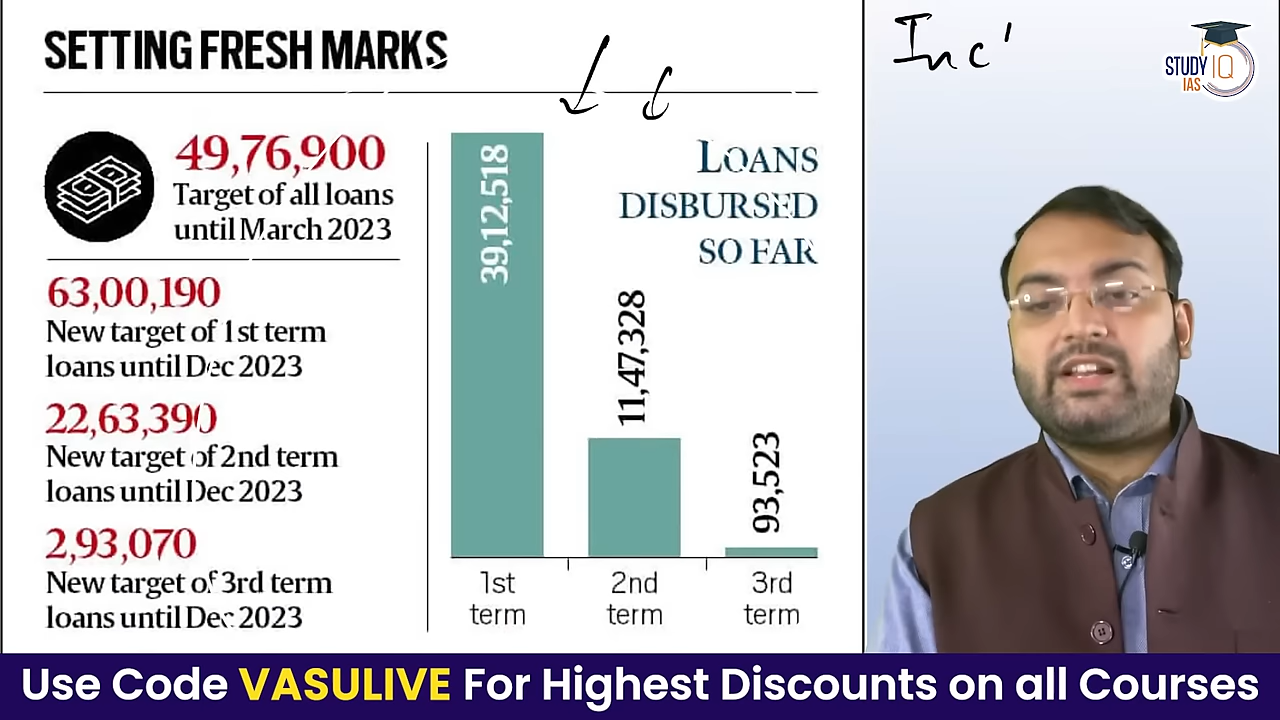 SETTING FRESH MARKS
49,76,900
Target of all loans
until March 2023
63,00,190
New target of 1st term
loans until Dec 2023
22,63,390
New target of 2nd term
loans until Dec 2023
2,93,070
New target of 3rd term
loans until Dec 2023
LOANS
DISBURSED
SO FAR
39,12,518
11,47,328
93,523
1st
term
2nd
term
3rd
term
Inc'
STUDY IQ
IAS
Use Code VASULIVE For Highest Discounts on all Courses